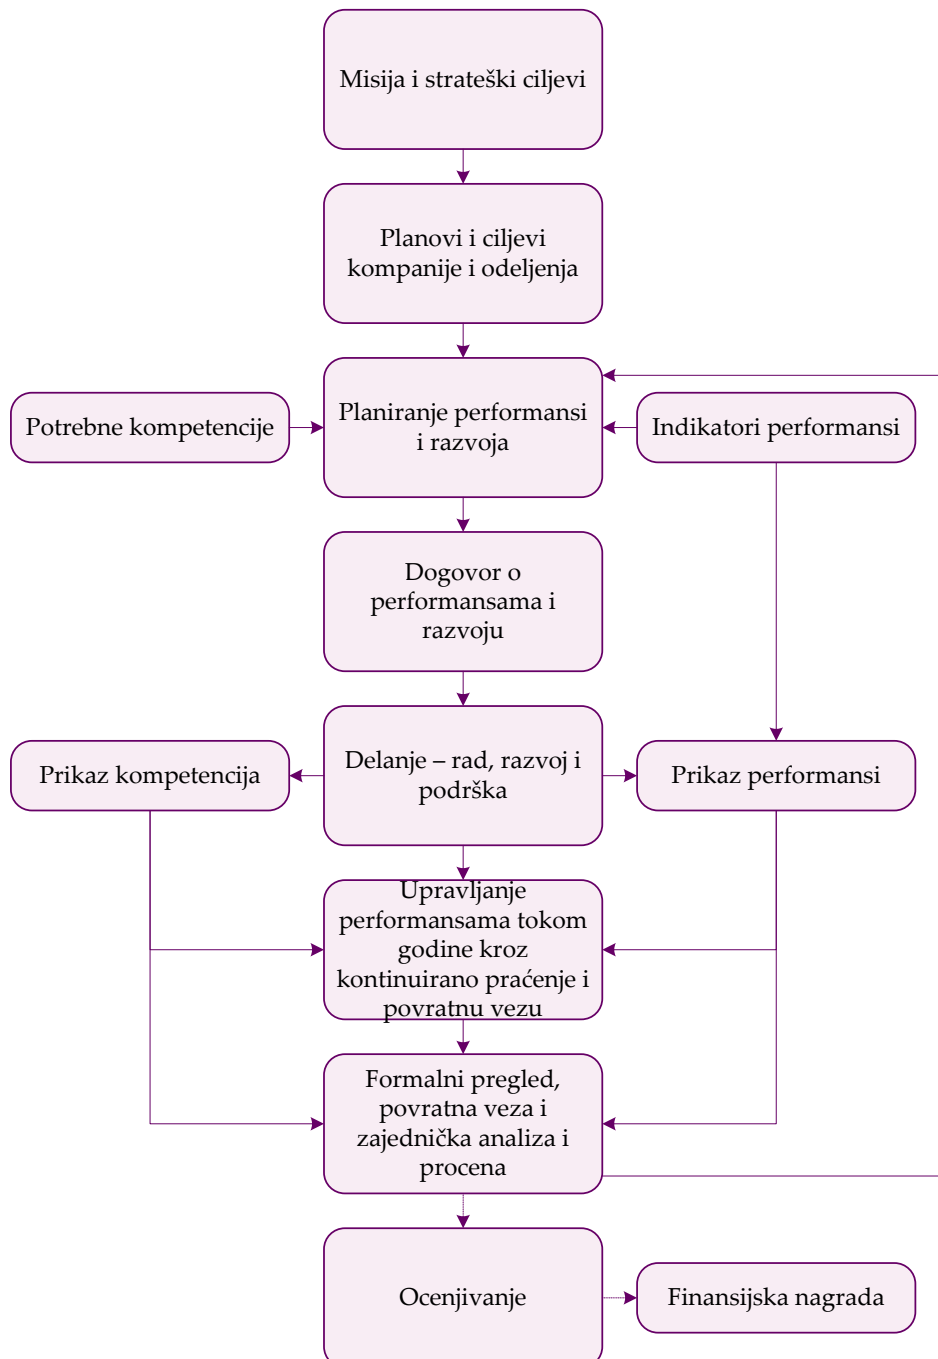 Misija i strateški ciljevi
Planovi i ciljevi
kompanije i odeljenja
Potrebne kompetencije
Planiranje performansi
i razvoja
Indikatori performansi
Dogovor o
performansama i
razvoju
Prikaz kompetencija
Delanje – rad, razvoj i
podrška
Prikaz performansi
Upravljanje
performansama tokom
godine kroz
kontinuirano praćenje i
povratnu vezu
Formalni pregled,
povratna veza i
zajednička analiza i
procena
Ocenjivanje
Finansijska nagrada